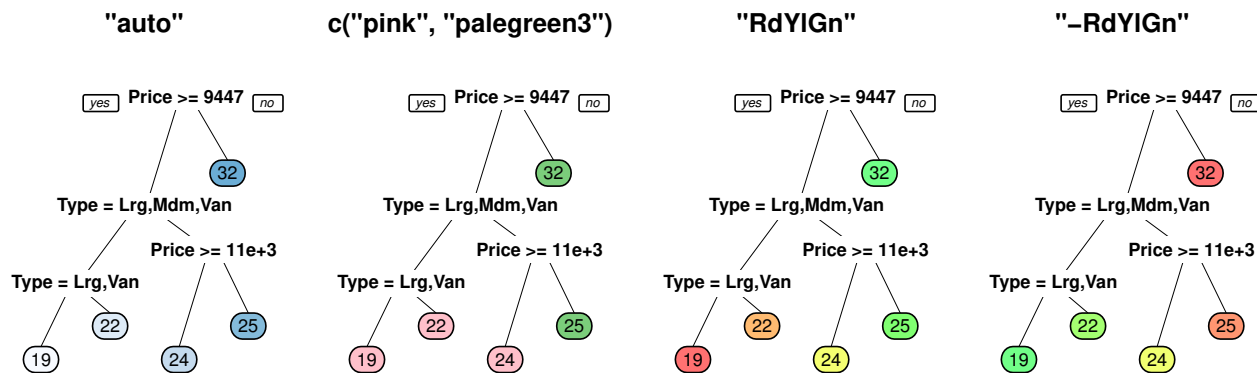 "auto"
yes Price >= 9447 no
32
Type = Lrg,Mdm,Van
Price >= 11e+3
Type = Lrg,Van
22 25
19 24
c("pink", "palegreen3")
yes Price >= 9447 no
32
Type = Lrg,Mdm,Van
Price >= 11e+3
Type = Lrg,Van
22 25
19 24
"RdYlGn"
yes Price >= 9447 no
32
Type = Lrg,Mdm,Van
Price >= 11e+3
Type = Lrg,Van
22 25
19 24
"−RdYlGn"
yes Price >= 9447 no
32
Type = Lrg,Mdm,Van
Price >= 11e+3
Type = Lrg,Van
22 25
19 24